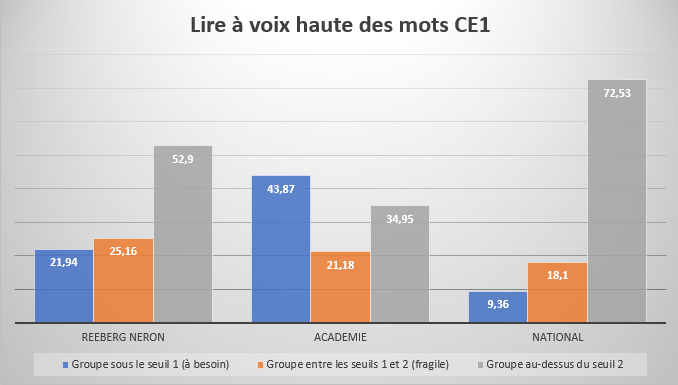 Lire à voix haute des mots CE1
21,94
25,16
52,9
43,87
21,18
34,95
9,36
18,1
72,53
REEBERG NERON
ACADEMIE
NATIONAL
Groupe sous le seuil 1 (à besoin)
Groupe entre les seuils 1 et 2 (fragile)
Groupe au-dessus du seuil 2